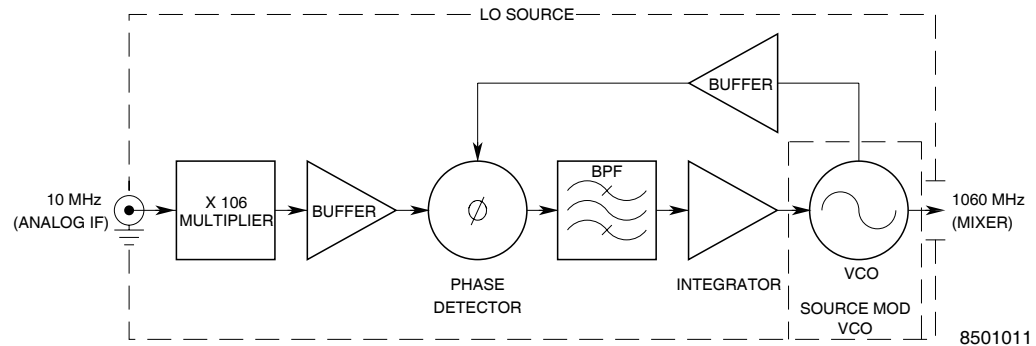 LO SOURCE
BUFFER
10 MHz
(ANALOG IF)
X 106
MULTIPLIER
BUFFER
BPF
1060 MHz
(MIXER)
PHASE
DETECTOR
INTEGRATOR
VCO
SOURCE MOD
VCO
8501011